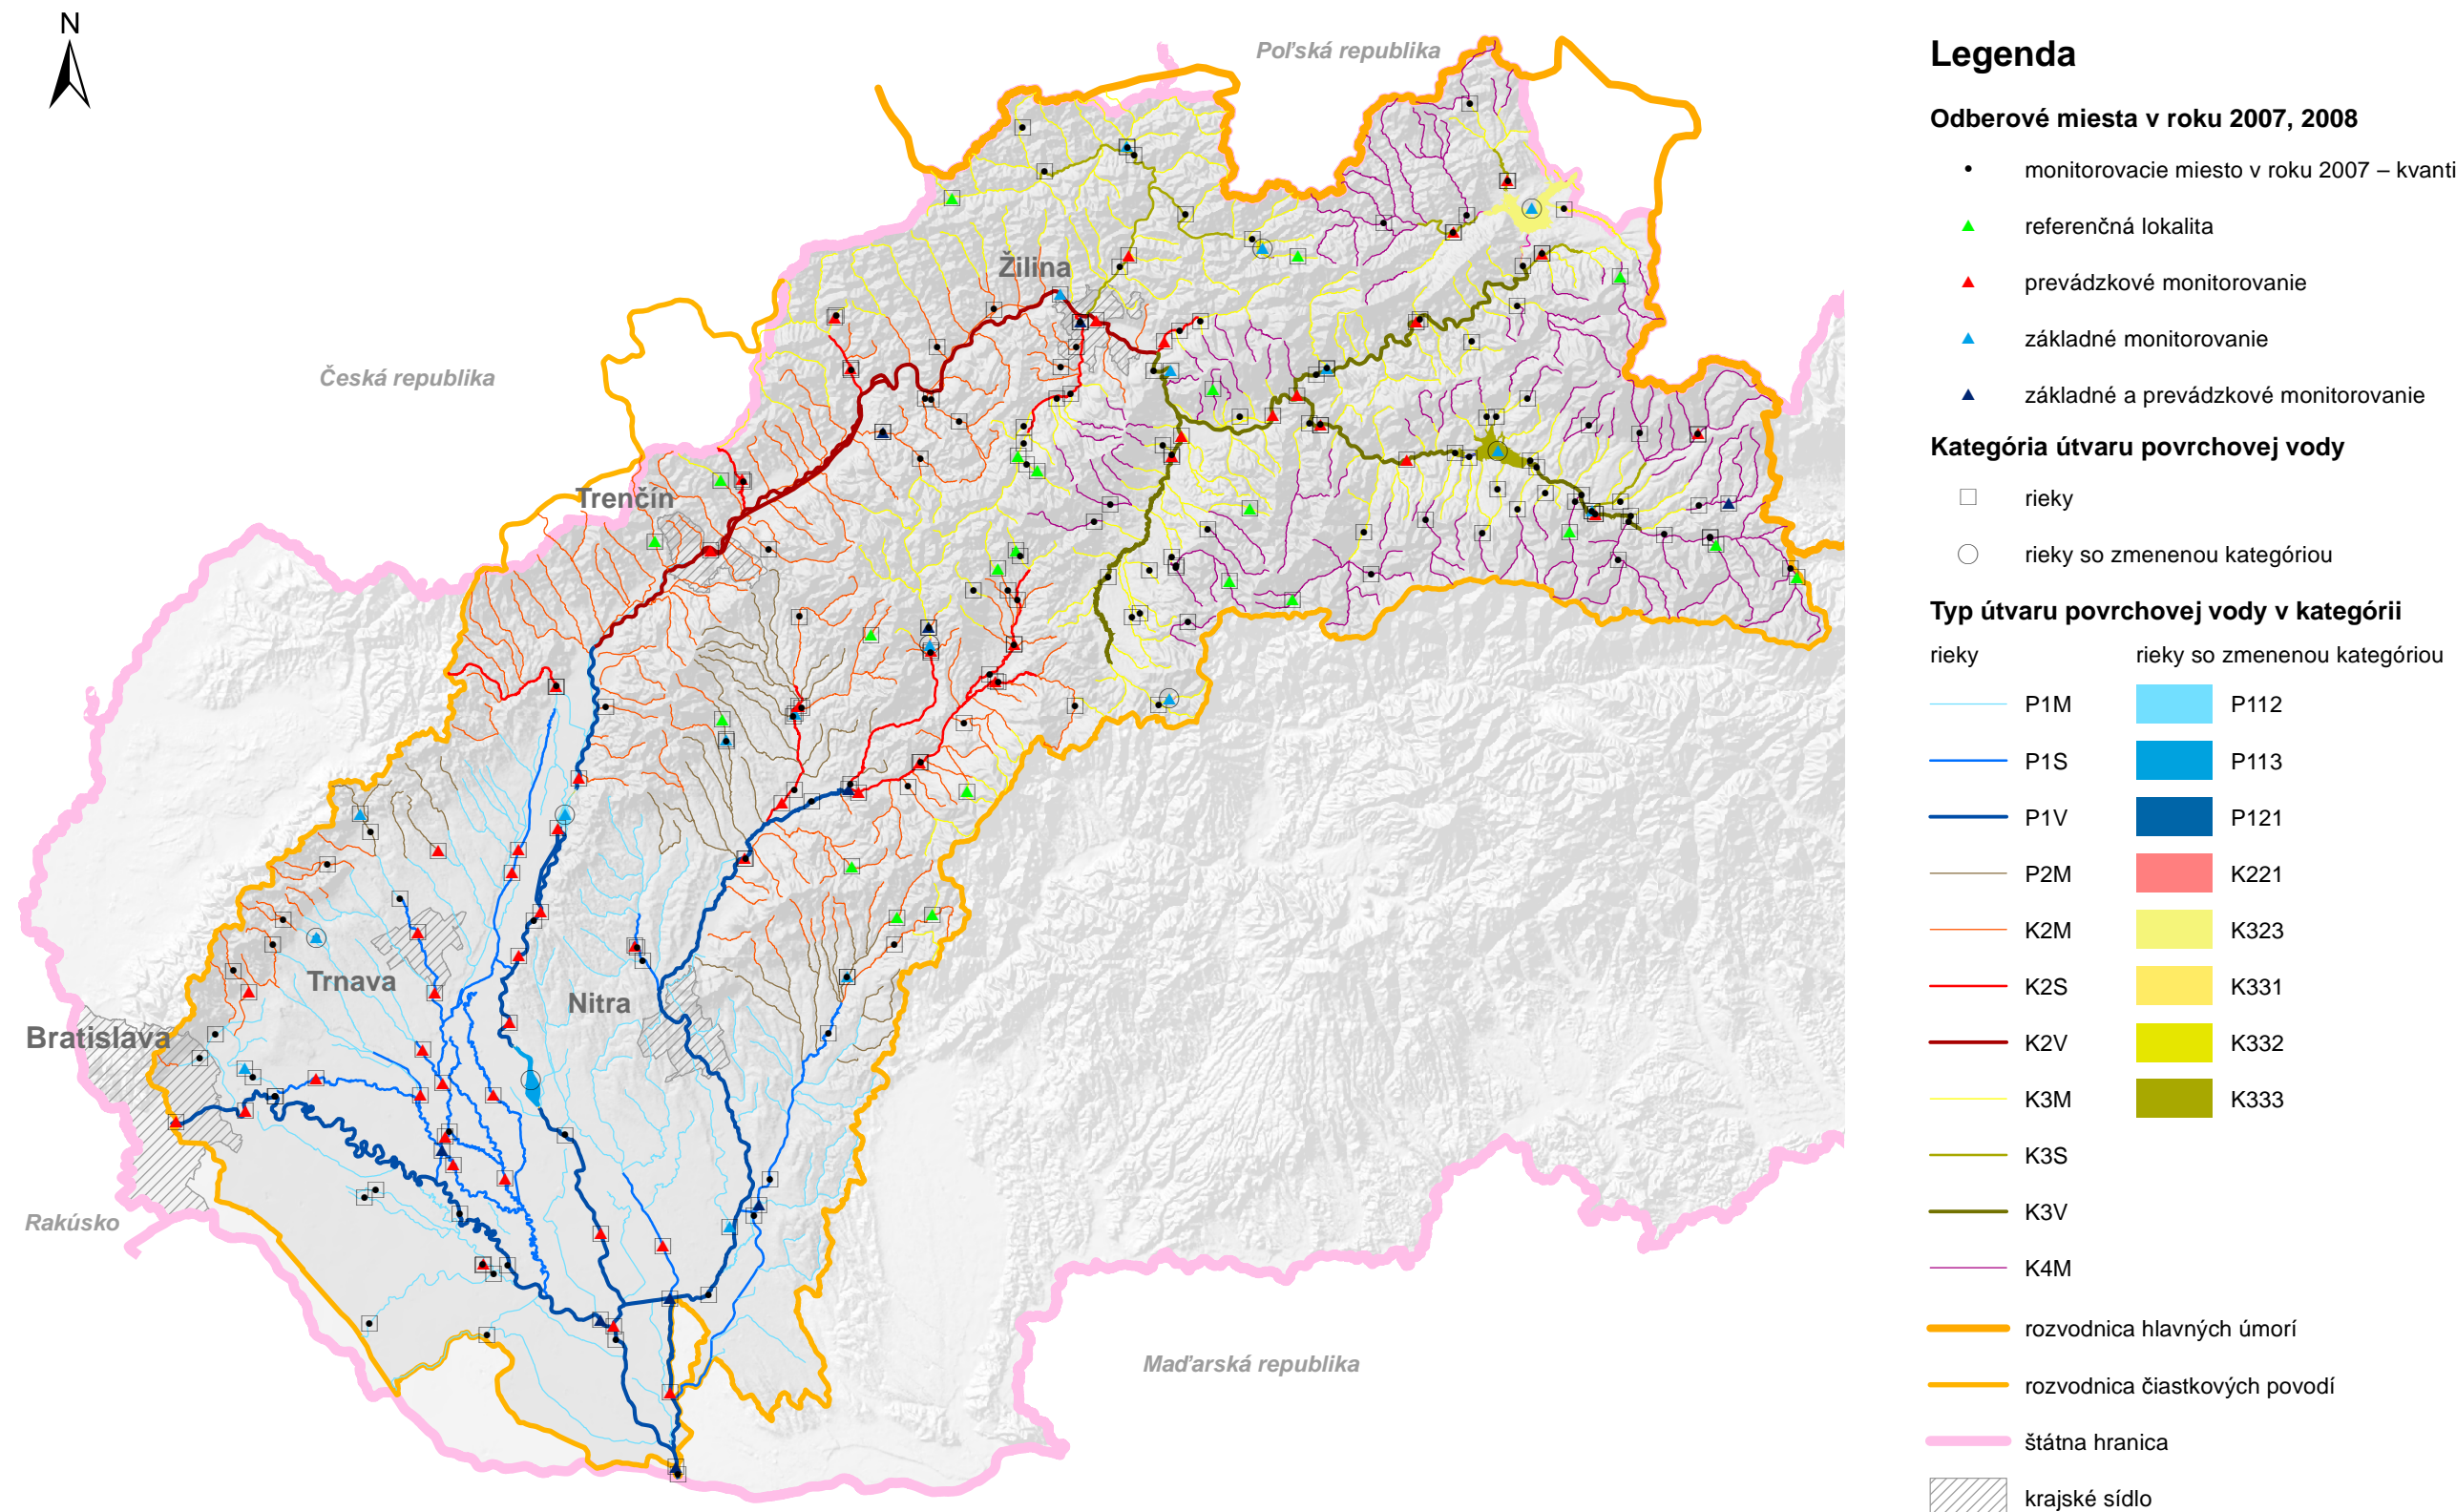 N
Poľská republika
Česká republika
Žilina
Trenčín
Trnava
Nitra
Bratislava
Rakúsko
Maďarská republika
Legenda
Odberové miesta v roku 2007, 2008
monitorovacie miesto v roku 2007 – kvanti
referenčná lokalita
prevádzkové monitorovanie
základné monitorovanie
základné a prevádzkové monitorovanie
Kategória útvaru povrchovej vody
rieky
rieky so zmenenou kategóriou
Typ útvaru povrchovej vody v kategórii
rieky rieky so zmenenou kategóriou
P1M P112
P1S P113
P1V P121
P2M K221
K2M K323
K2S K331
K2V K332
K3M K333
K3S
K3V
K4M
rozvodnica hlavných úmorí
rozvodnica čiastkových povodí
štátna hranica
krajské sídlo